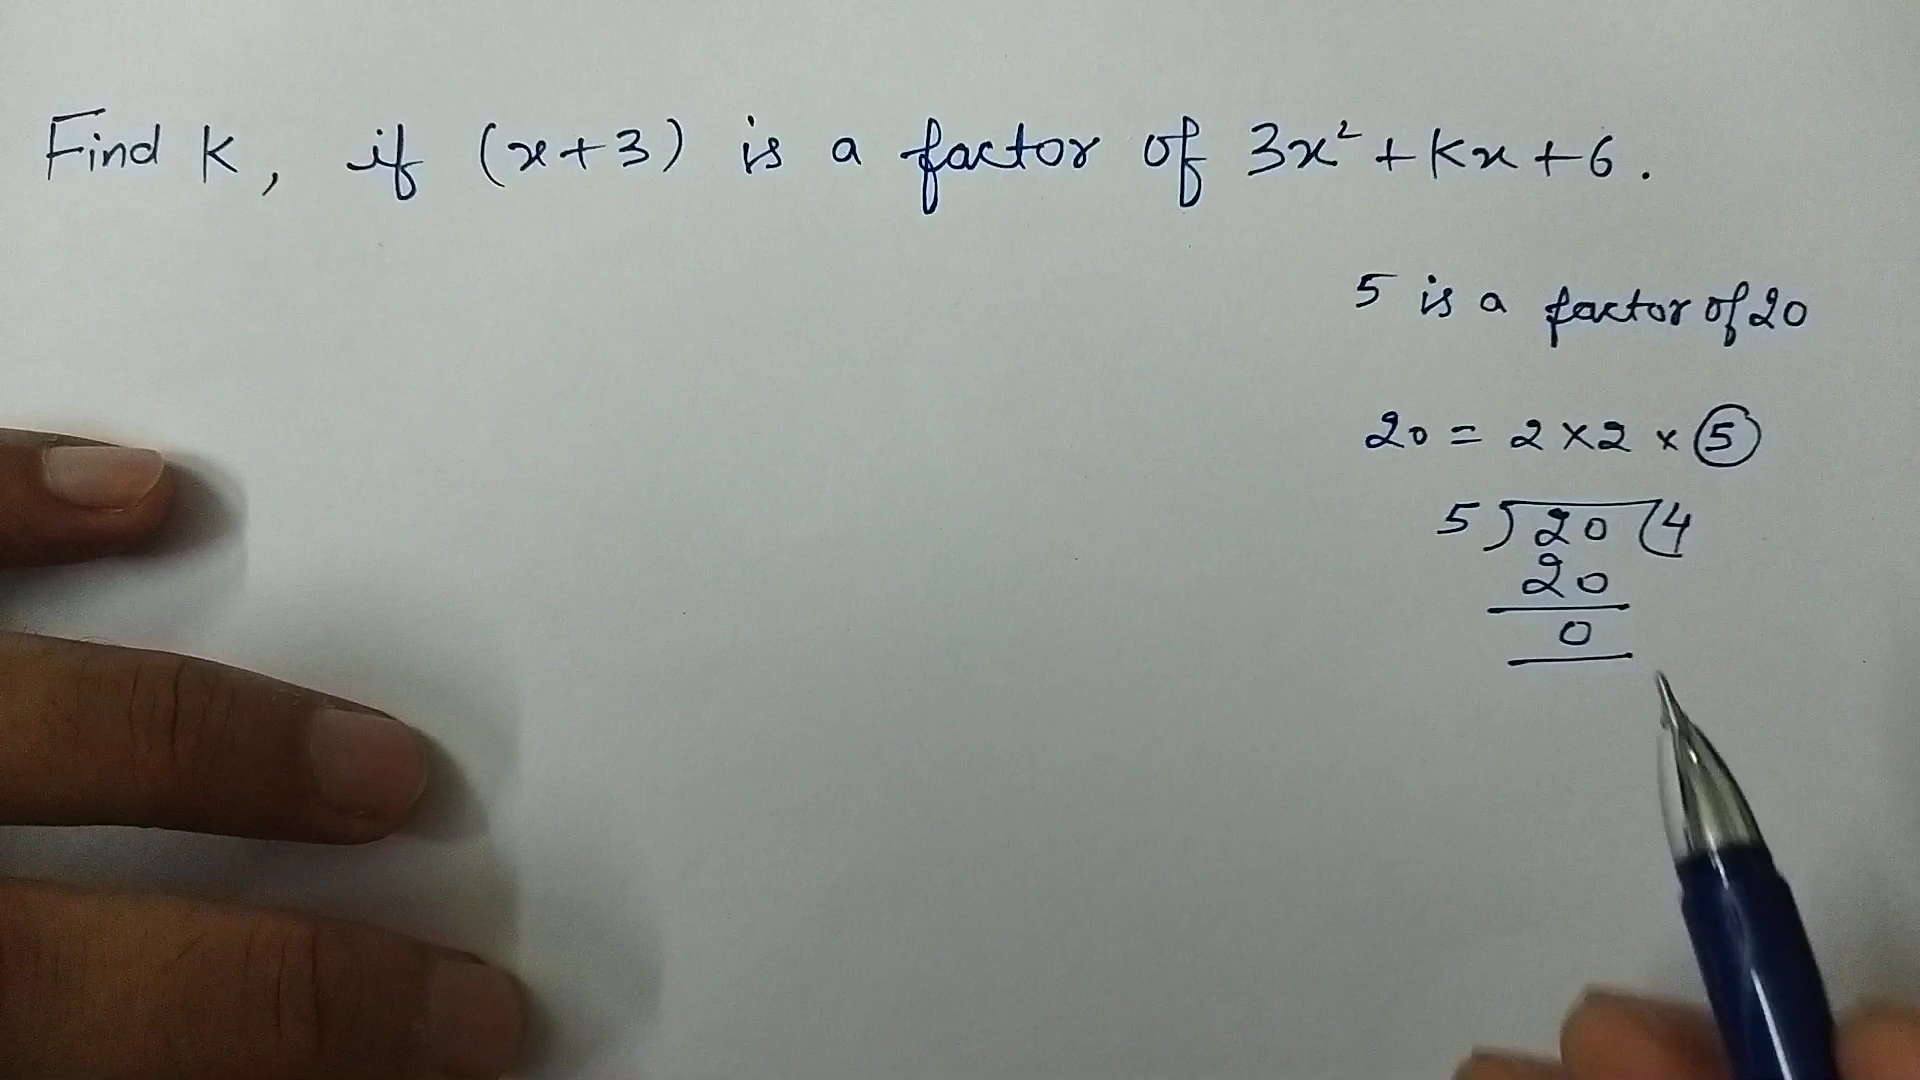 Find K, if (x+3) is a factor of 3x²+Kx+6.
5 is a factor of 20
20 = 2×2×5
5)20(4
20
0